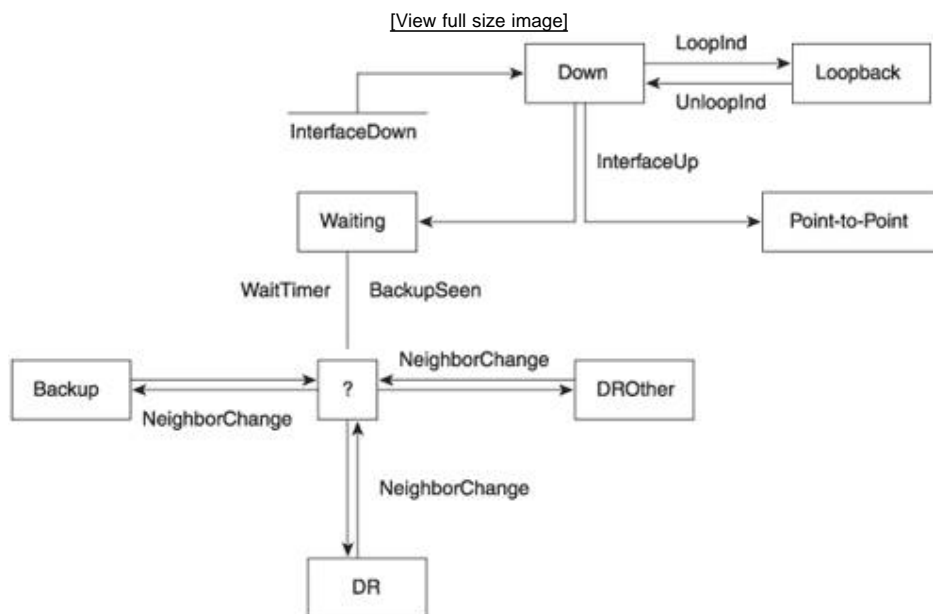 [View full size image]
LoopInd
Down
Loopback
UnloopInd
InterfaceDown
InterfaceUp
Waiting
Point-to-Point
WaitTimer
BackupSeen
NeighborChange
Backup
?
DROther
NeighborChange
NeighborChange
DR